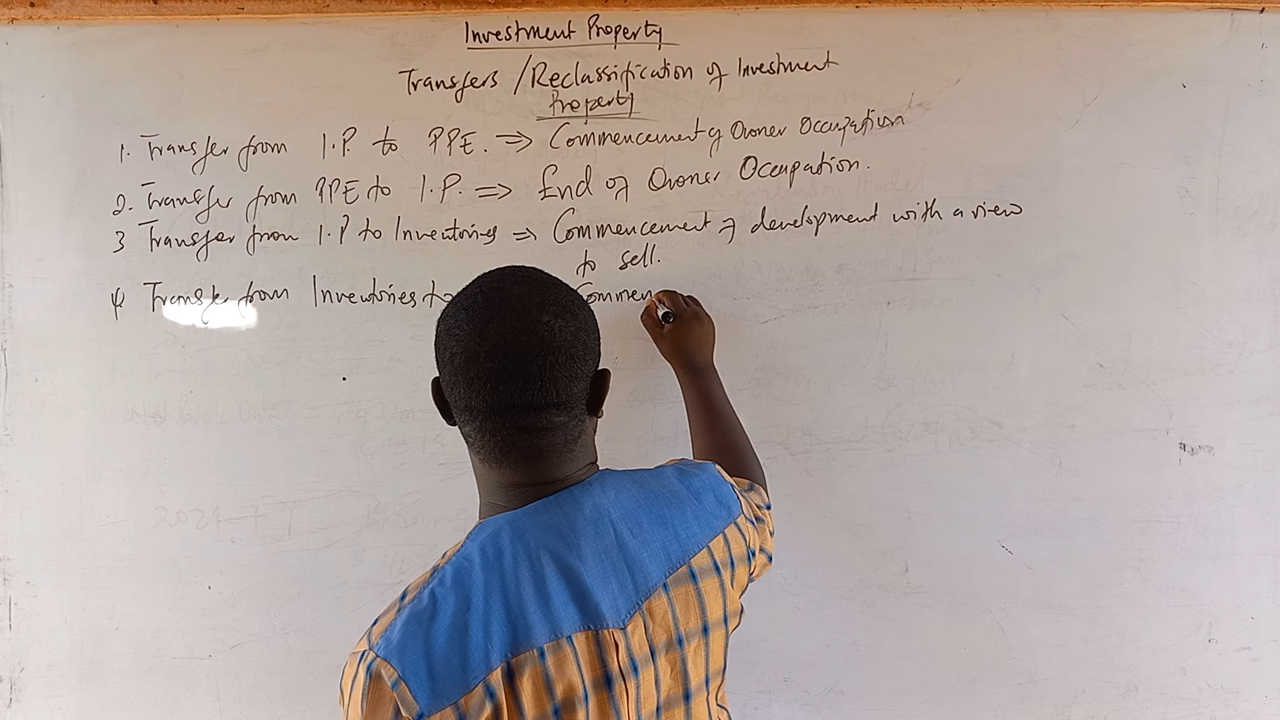 Investment Property
Transfers / Reclassification of Investment
Property
1. Transfer from I.P. to PPE. ⇒ Commencement of Owner Occupation
2. Transfer from PPE to I.P. ⇒ End of Owner Occupation.
3 Transfer from I.P to Inventories ⇒ Commencement of development with a view
to sell.
4 Transfer from Inventories to Commen